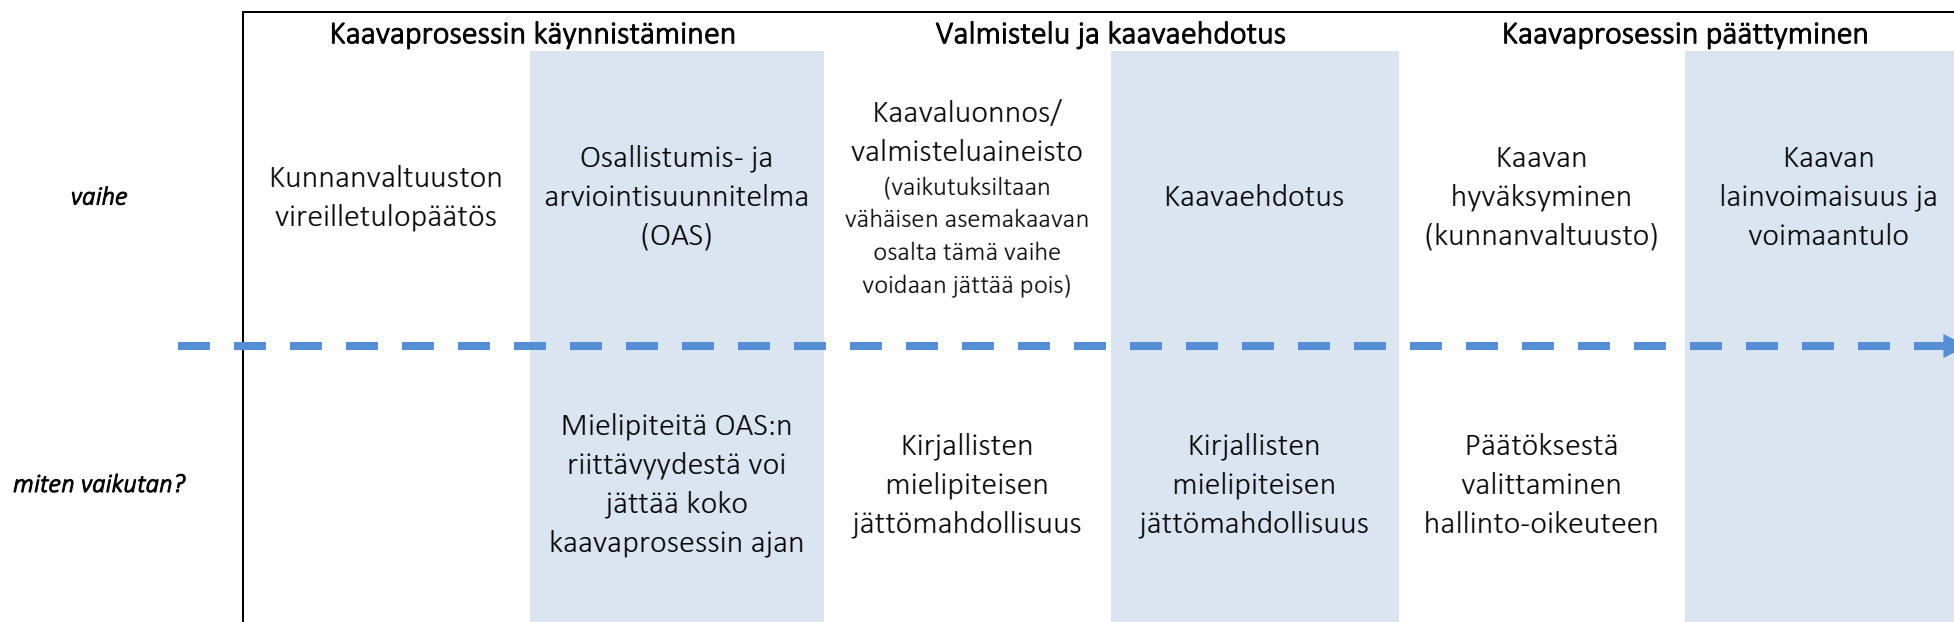 Kaavaprosessin käynnistäminen
Valmistelu ja kaavaehdotus
Kaavaprosessin päättyminen
vaihe
Kunnanvaltuuston
vireilletulopäätös
Osallistumis- ja
arviointisuunnitelma
(OAS)
Kaavaluonnos/
valmisteluaineisto
(vaikutuksiltaan
vähäisen asemakaavan
osalta tämä vaihe
voidaan jättää pois)
Kaavaehdotus
Kaavan
hyväksyminen
(kunnanvaltuusto)
Kaavan
lainvoimaisuus ja
voimaantulo
miten vaikutan?
Mielipiteitä OAS:n
riittävyydestä voi
jättää koko
kaavaprosessin ajan
Kirjallisten
mielipiteisen
jättömahdollisuus
Kirjallisten
mielipiteisen
jättömahdollisuus
Päätöksestä
valittaminen
hallinto-oikeuteen